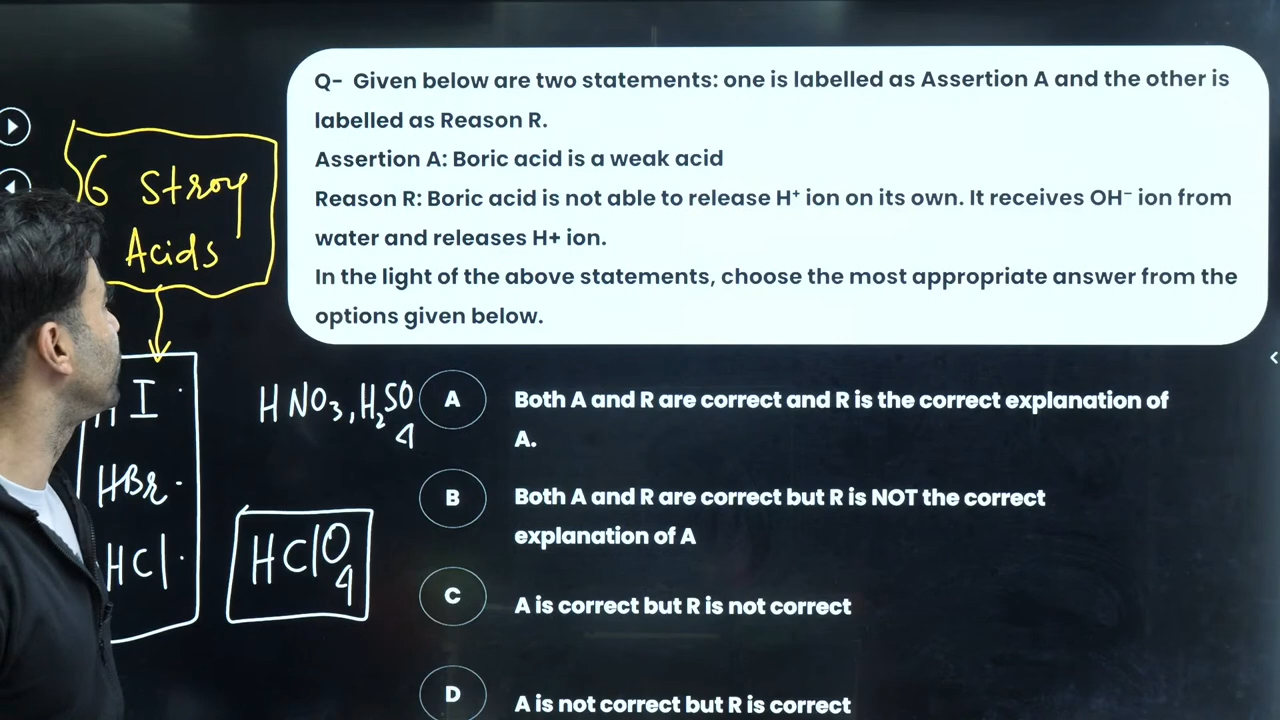 Q- Given below are two statements: one is labelled as Assertion A and the other is
labelled as Reason R.
Assertion A: Boric acid is a weak acid
Reason R: Boric acid is not able to release H⁺ ion on its own. It receives OH⁻ ion from
water and releases H+ ion.
In the light of the above statements, choose the most appropriate answer from the
options given below.
6 Strog
Acids
HI
HBr
HCl
HNO₃, H₂SO₄
HClO₄
A Both A and R are correct and R is the correct explanation of
A.
B Both A and R are correct but R is NOT the correct
explanation of A
C A is correct but R is not correct
D A is not correct but R is correct